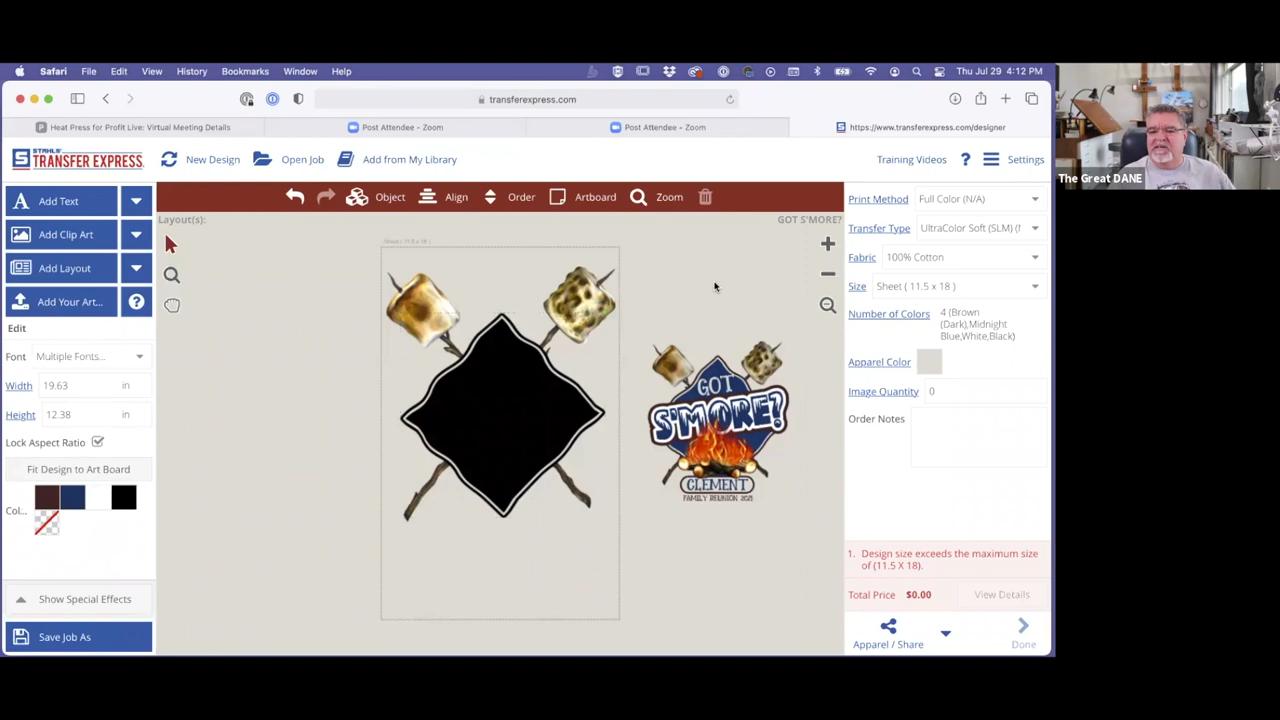 Safari File Edit View History Bookmarks Window Help
Thu Jul 29 4:12 PM
transferexpress.com
Heat Press for Profit Live: Virtual Meeting Details
Post Attendee - Zoom
Post Attendee - Zoom
https://www.transferexpress.com/designer
STAHLS'
TRANSFER EXPRESS
New Design
Open Job
Add from My Library
Training Videos
?
Settings
The Great DANE
Add Text
Add Clip Art
Add Layout
Add Your Art...
?
Object
Align
Order
Artboard
Zoom
Layout(s):
GOT S'MORE?
Sheet ( 11.5 x 18 )
Edit
Font Multiple Fonts...
Width 19.63 in
Height 12.38 in
Lock Aspect Ratio
Fit Design to Art Board
Col...
Show Special Effects
Save Job As
GOT
S'MORE?
CLEMENT
FAMILY REUNION 2021
Print Method Full Color (N/A)
Transfer Type UltraColor Soft (SLM) (
Fabric 100% Cotton
Size Sheet ( 11.5 x 18 )
Number of Colors 4 (Brown
(Dark),Midnight
Blue,White,Black)
Apparel Color
Image Quantity 0
Order Notes
1. Design size exceeds the maximum size
of (11.5 X 18).
Total Price $0.00 View Details
Apparel / Share
Done